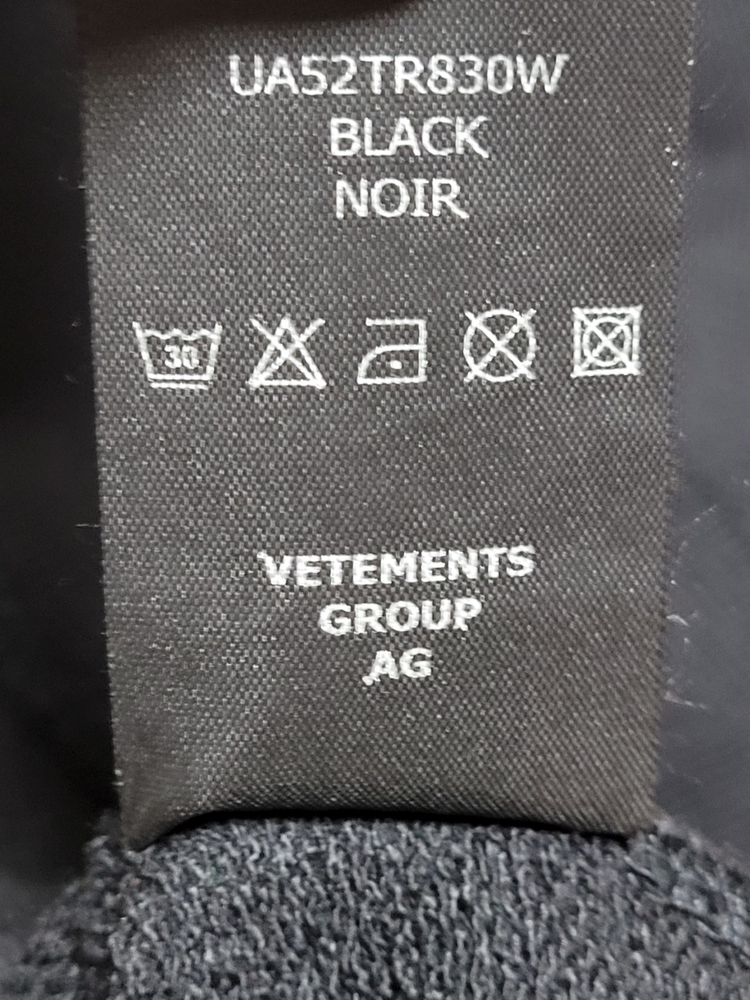 UA52TR830W
BLACK
NOIR
30
VETEMENTS
GROUP
AG